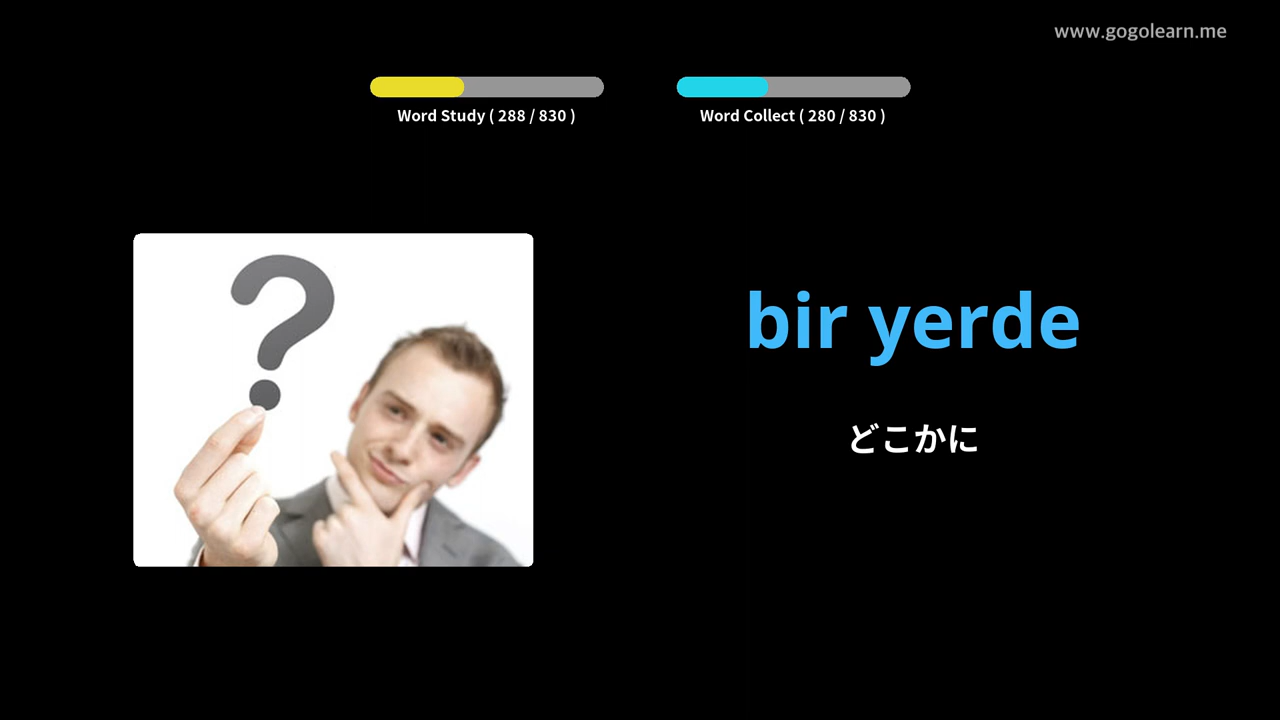 www.gogolearn.me
Word Study ( 288 / 830 )
Word Collect ( 280 / 830 )
?
bir yerde
どこかに